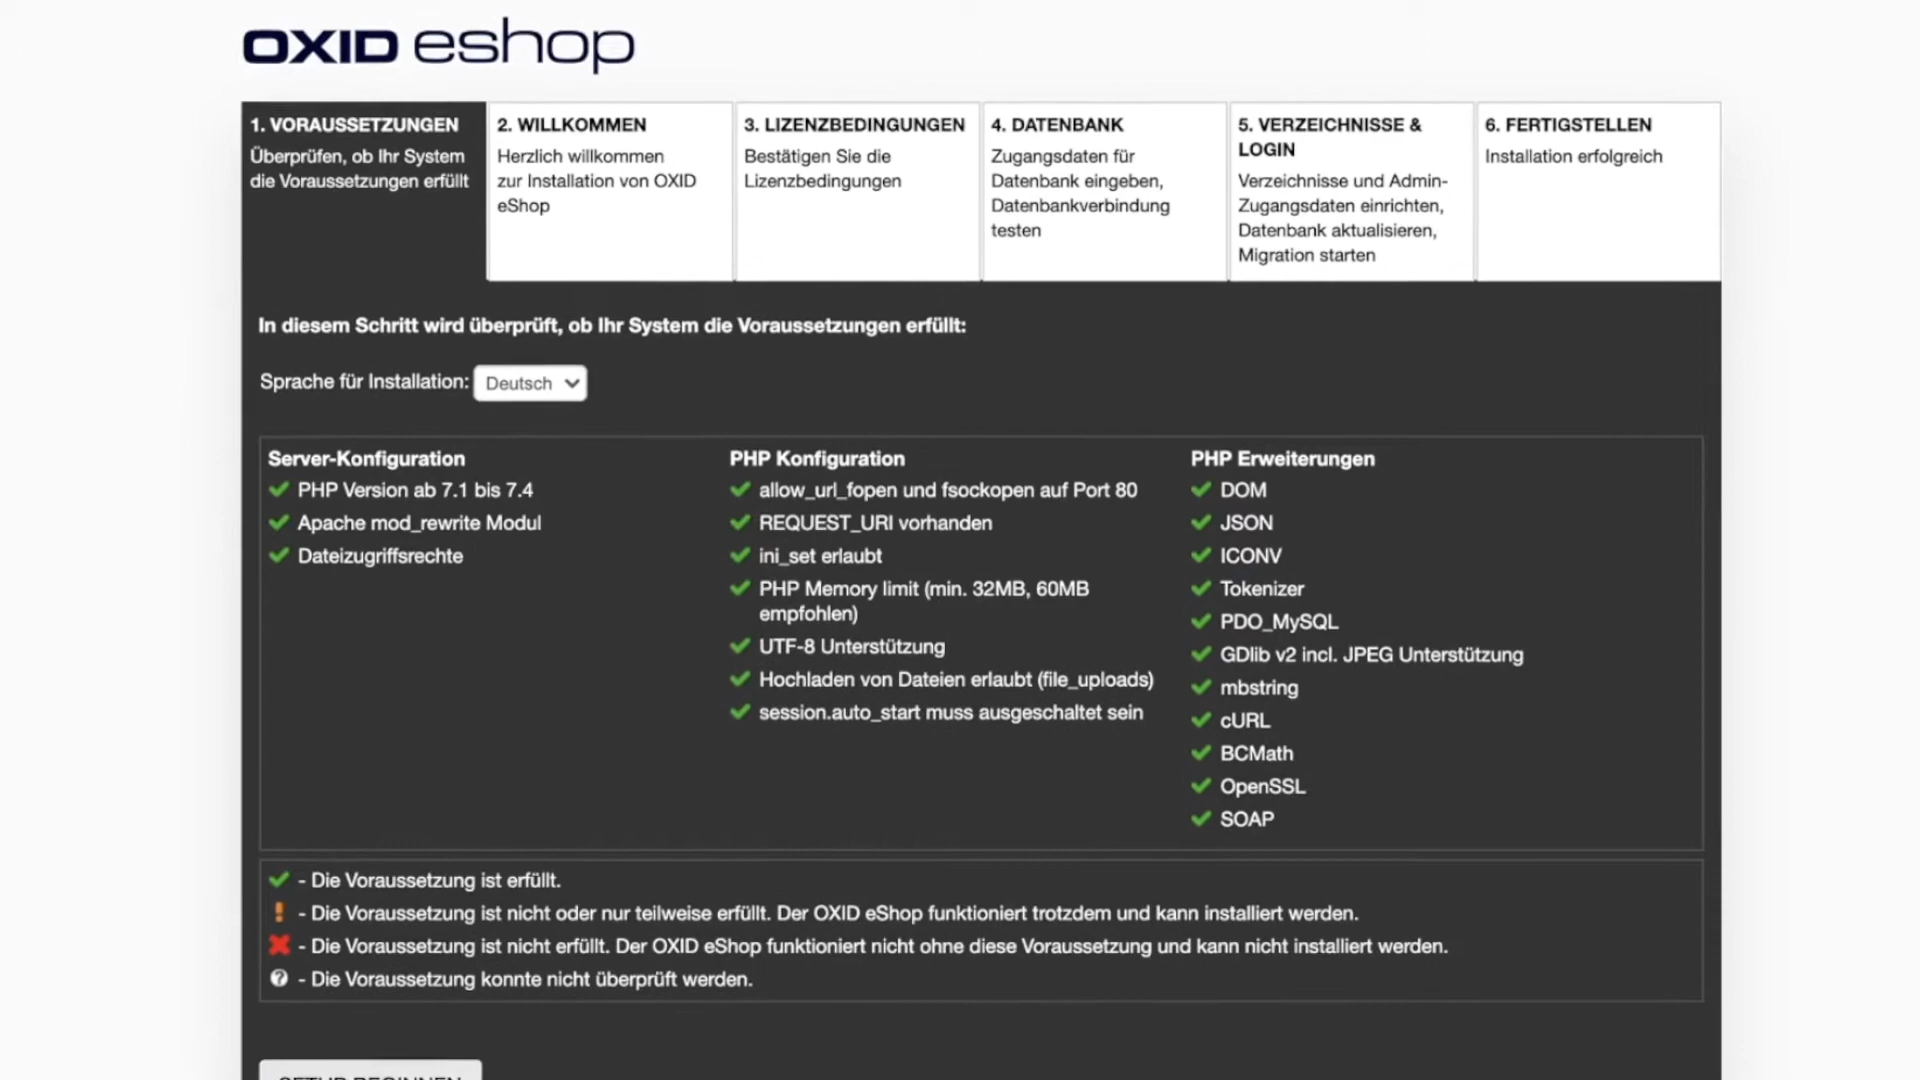 OXID eshop
1. VORAUSSETZUNGEN
Überprüfen, ob Ihr System
die Voraussetzungen erfüllt
2. WILLKOMMEN
Herzlich willkommen
zur Installation von OXID
eShop
3. LIZENZBEDINGUNGEN
Bestätigen Sie die
Lizenzbedingungen
4. DATENBANK
Zugangsdaten für
Datenbank eingeben,
Datenbankverbindung
testen
5. VERZEICHNISSE &
LOGIN
Verzeichnisse und Admin-
Zugangsdaten einrichten,
Datenbank aktualisieren,
Migration starten
6. FERTIGSTELLEN
Installation erfolgreich
In diesem Schritt wird überprüft, ob Ihr System die Voraussetzungen erfüllt:
Sprache für Installation: Deutsch
Server-Konfiguration
PHP Version ab 7.1 bis 7.4
Apache mod_rewrite Modul
Dateizugriffsrechte
PHP Konfiguration
allow_url_fopen und fsockopen auf Port 80
REQUEST_URI vorhanden
ini_set erlaubt
PHP Memory limit (min. 32MB, 60MB
empfohlen)
UTF-8 Unterstützung
Hochladen von Dateien erlaubt (file_uploads)
session.auto_start muss ausgeschaltet sein
PHP Erweiterungen
DOM
JSON
ICONV
Tokenizer
PDO_MySQL
GDlib v2 incl. JPEG Unterstützung
mbstring
cURL
BCMath
OpenSSL
SOAP
- Die Voraussetzung ist erfüllt.
- Die Voraussetzung ist nicht oder nur teilweise erfüllt. Der OXID eShop funktioniert trotzdem und kann installiert werden.
- Die Voraussetzung ist nicht erfüllt. Der OXID eShop funktioniert nicht ohne diese Voraussetzung und kann nicht installiert werden.
- Die Voraussetzung konnte nicht überprüft werden.
SETUP BEGINNEN